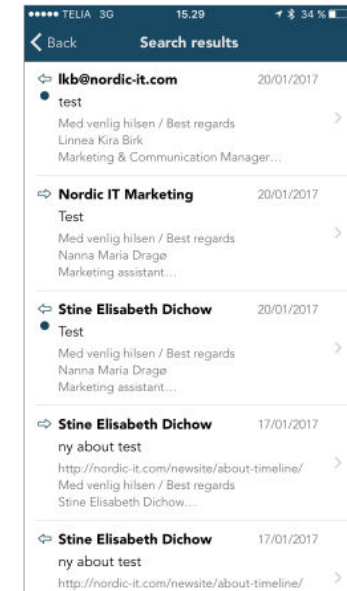 TELIA 3G 15.29 34 %
Back Search results
lkb@nordic-it.com 20/01/2017
test
Med venlig hilsen / Best regards
Linnea Kira Birk
Marketing & Communication Manager...
Nordic IT Marketing 20/01/2017
Test
Med venlig hilsen / Best regards
Nanna Maria Dragø
Marketing assistant...
Stine Elisabeth Dichow 20/01/2017
Test
Med venlig hilsen / Best regards
Nanna Maria Dragø
Marketing assistant...
Stine Elisabeth Dichow 17/01/2017
ny about test
http://nordic-it.com/newsite/about-timeline/
Med venlig hilsen / Best regards
Stine Elisabeth Dichow...
Stine Elisabeth Dichow 17/01/2017
ny about test
http://nordic-it.com/newsite/about-timeline/